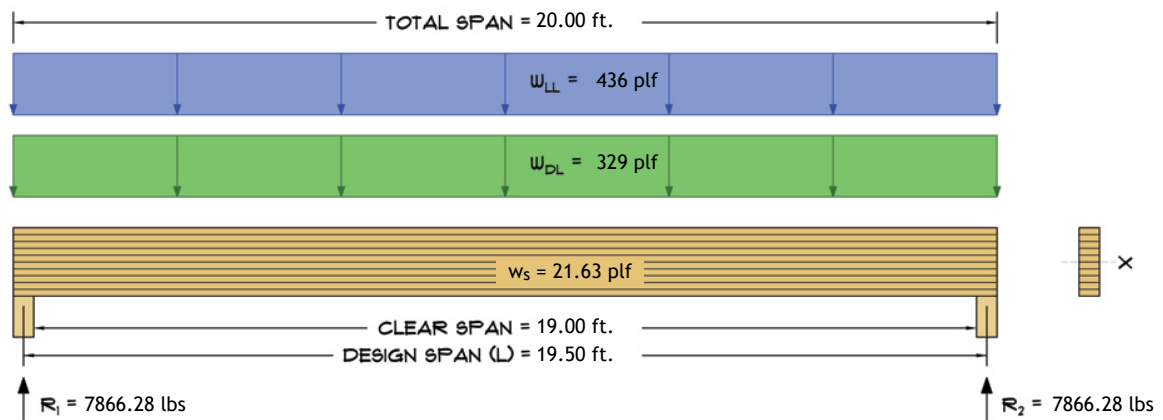 TOTAL SPAN = 20.00 ft.
WLL = 436 plf
WDL = 329 plf
ws = 21.63 plf
X
CLEAR SPAN = 19.00 ft.
DESIGN SPAN (L) = 19.50 ft.
R1 = 7866.28 lbs
R2 = 7866.28 lbs